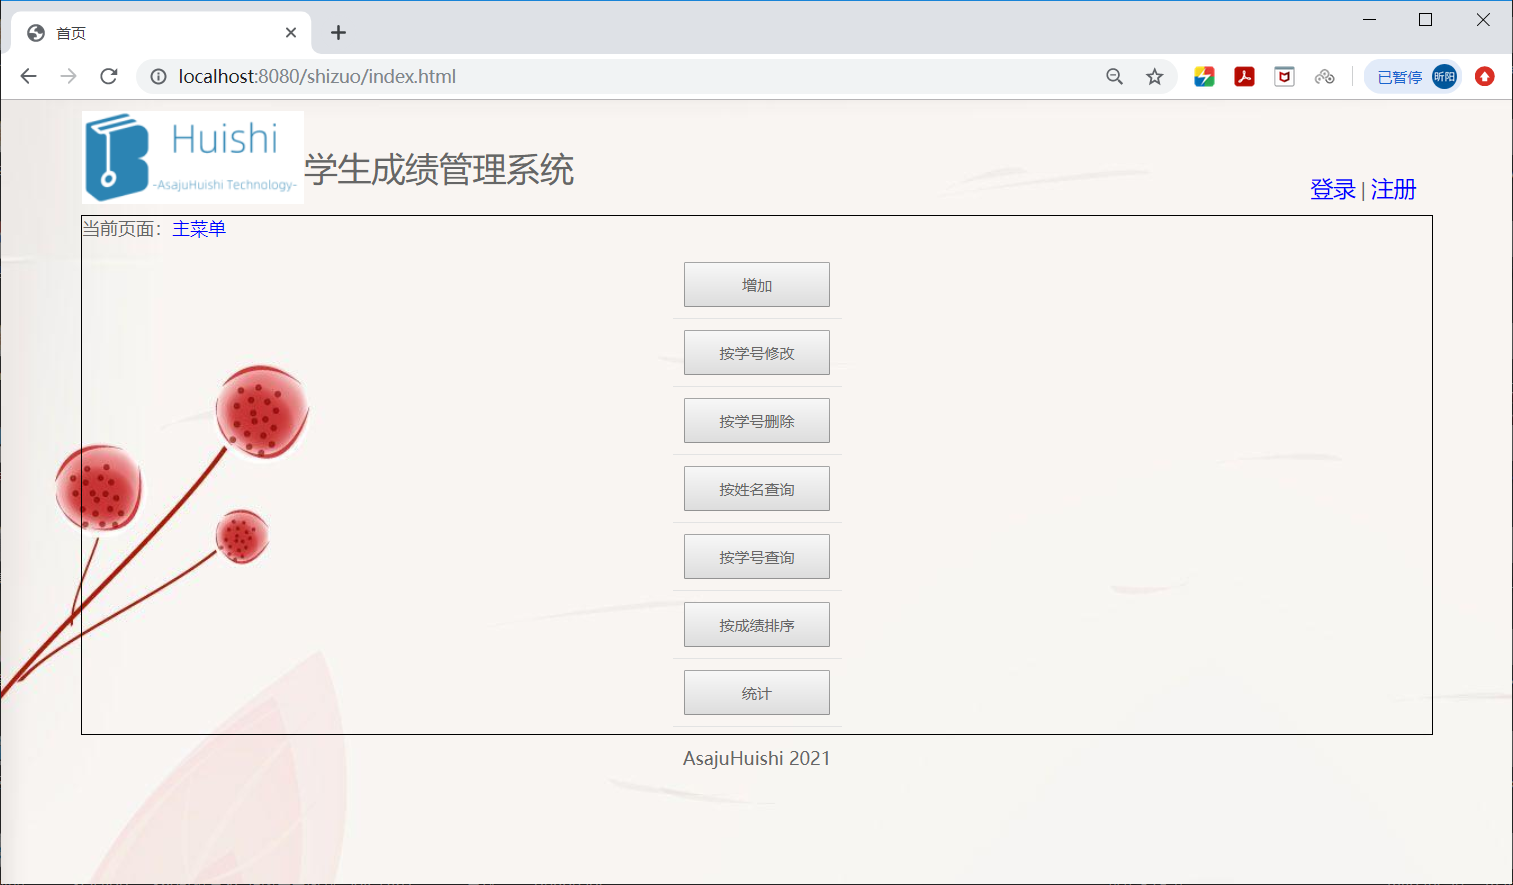 首页
localhost:8080/shizuo/index.html
已暂停 昕阳
Huishi
-AsajuHuishi Technology-
学生成绩管理系统
登录 | 注册
当前页面：主菜单
增加
按学号修改
按学号删除
按姓名查询
按学号查询
按成绩排序
统计
AsajuHuishi 2021